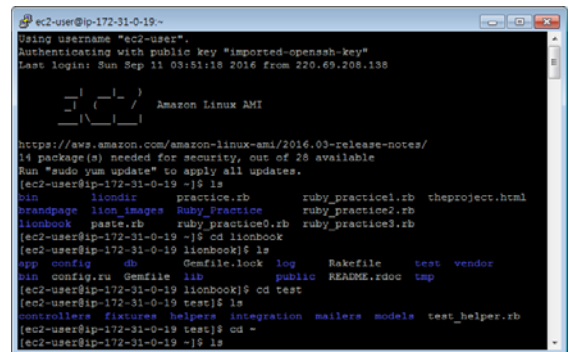 ec2-user@ip-172-31-0-19:~
Using username "ec2-user".
Authenticating with public key "imported-openssh-key"
Last login: Sun Sep 11 03:51:18 2016 from 220.69.208.138
       __|  __|_  )
       _|  (     /   Amazon Linux AMI
      ___|\___|___|
https://aws.amazon.com/amazon-linux-ami/2016.03-release-notes/
14 package(s) needed for security, out of 28 available
Run "sudo yum update" to apply all updates.
[ec2-user@ip-172-31-0-19 ~]$ ls
bin liondir practice.rb ruby_practice1.rb theproject.html
brandpage lion_images Ruby_Practice ruby_practice2.rb
lionbook paste.rb ruby_practice0.rb ruby_practice3.rb
[ec2-user@ip-172-31-0-19 ~]$ cd lionbook
[ec2-user@ip-172-31-0-19 lionbook]$ ls
app config db Gemfile.lock log Rakefile test vendor
bin config.ru Gemfile lib public README.rdoc tmp
[ec2-user@ip-172-31-0-19 lionbook]$ cd test
[ec2-user@ip-172-31-0-19 test]$ ls
controllers fixtures helpers integration mailers models test_helper.rb
[ec2-user@ip-172-31-0-19 test]$ cd ~
[ec2-user@ip-172-31-0-19 ~]$ ls